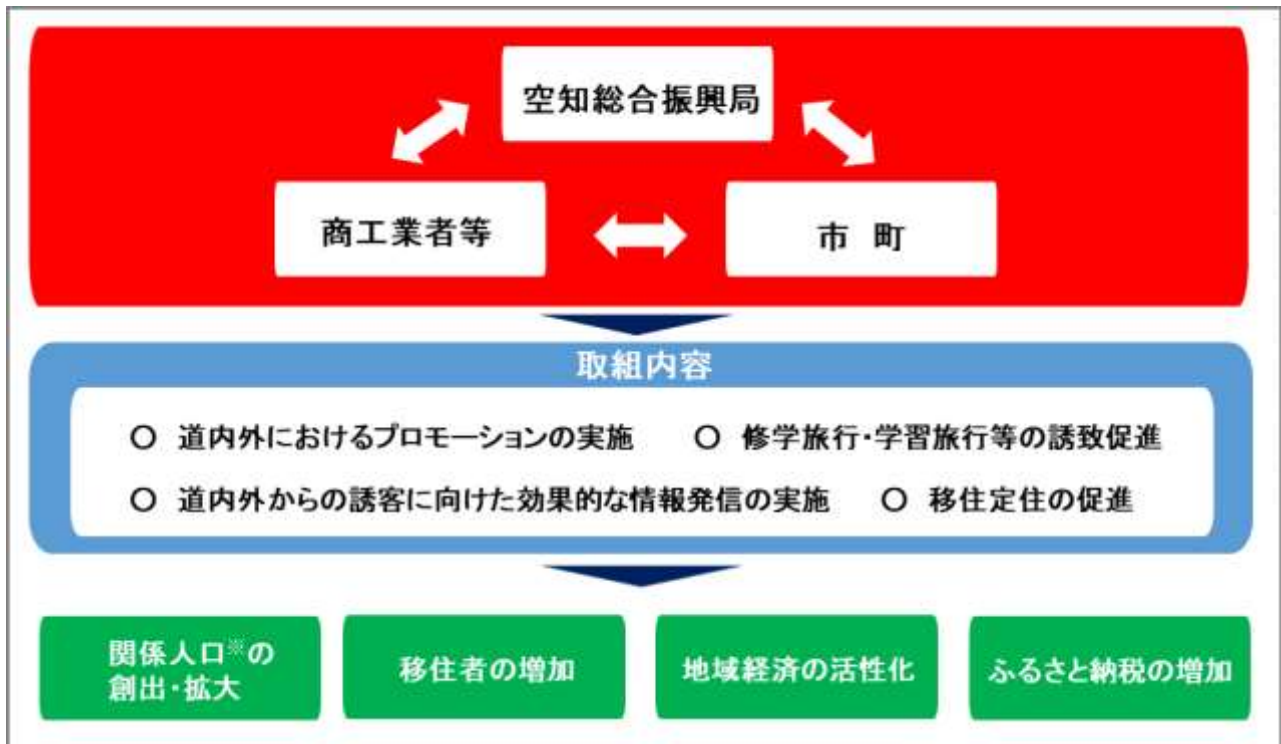 空知総合振興局
商工業者等
市 町
取組内容
○ 道内外におけるプロモーションの実施 ○ 修学旅行・学習旅行等の誘致促進
○ 道内外からの誘客に向けた効果的な情報発信の実施 ○ 移住定住の促進
関係人口※の
創出・拡大
移住者の増加
地域経済の活性化
ふるさと納税の増加